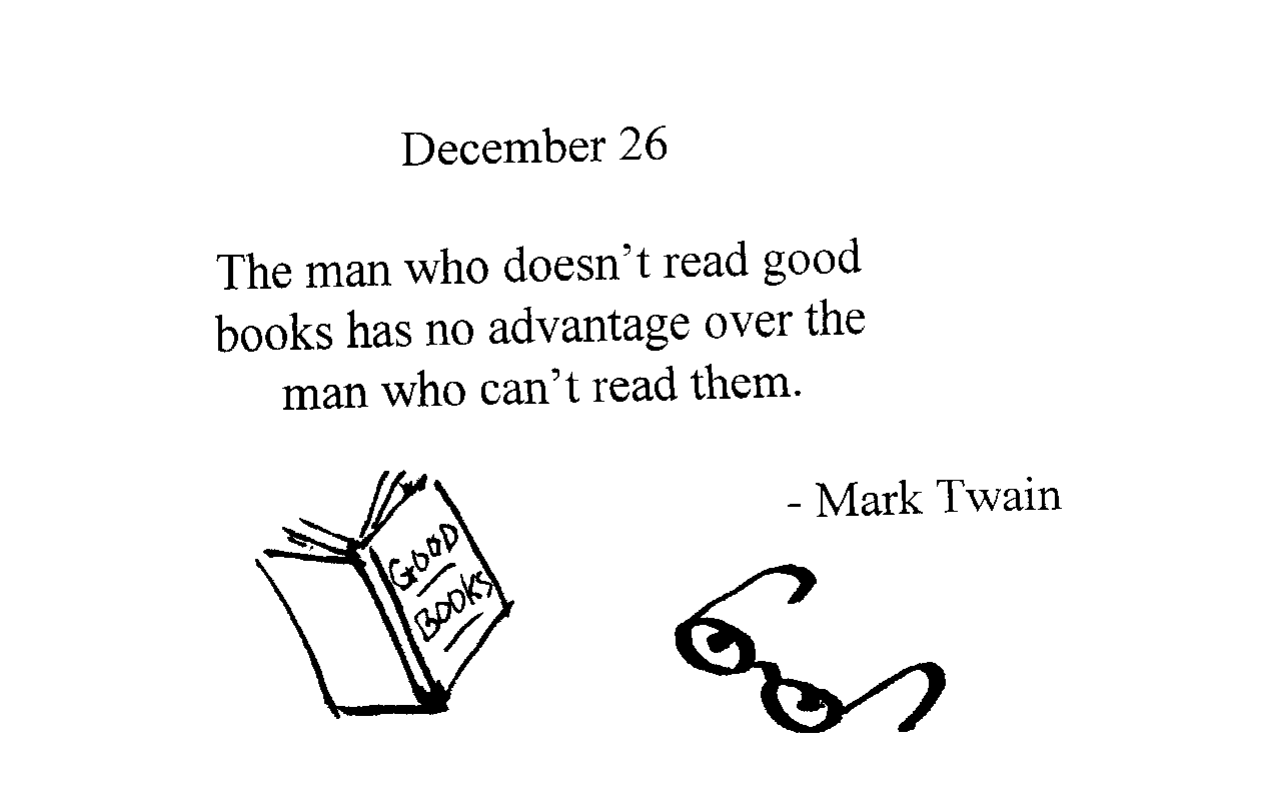 December 26
The man who doesn’t read good
books has no advantage over the
man who can’t read them.
- Mark Twain
GOOD
BOOKS